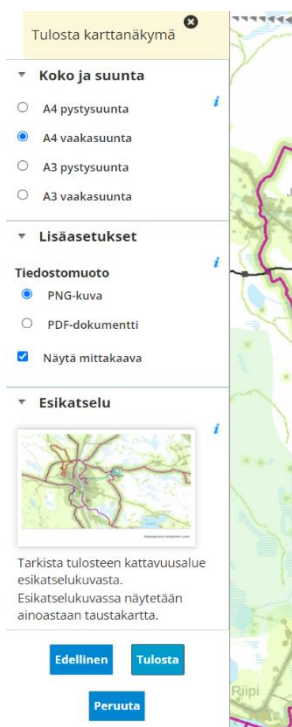 Tulosta karttanäkymä
Koko ja suunta
A4 pystysuunta
A4 vaakasuunta
A3 pystysuunta
A3 vaakasuunta
Lisäasetukset
Tiedostomuoto
PNG-kuva
PDF-dokumentti
Näytä mittakaava
Esikatselu
Tarkista tulosteen kattavuusalue
esikatselukuvasta.
Esikatselukuvassa näytetään
ainoastaan taustakartta.
Edellinen
Tulosta
Peruuta
Riipi